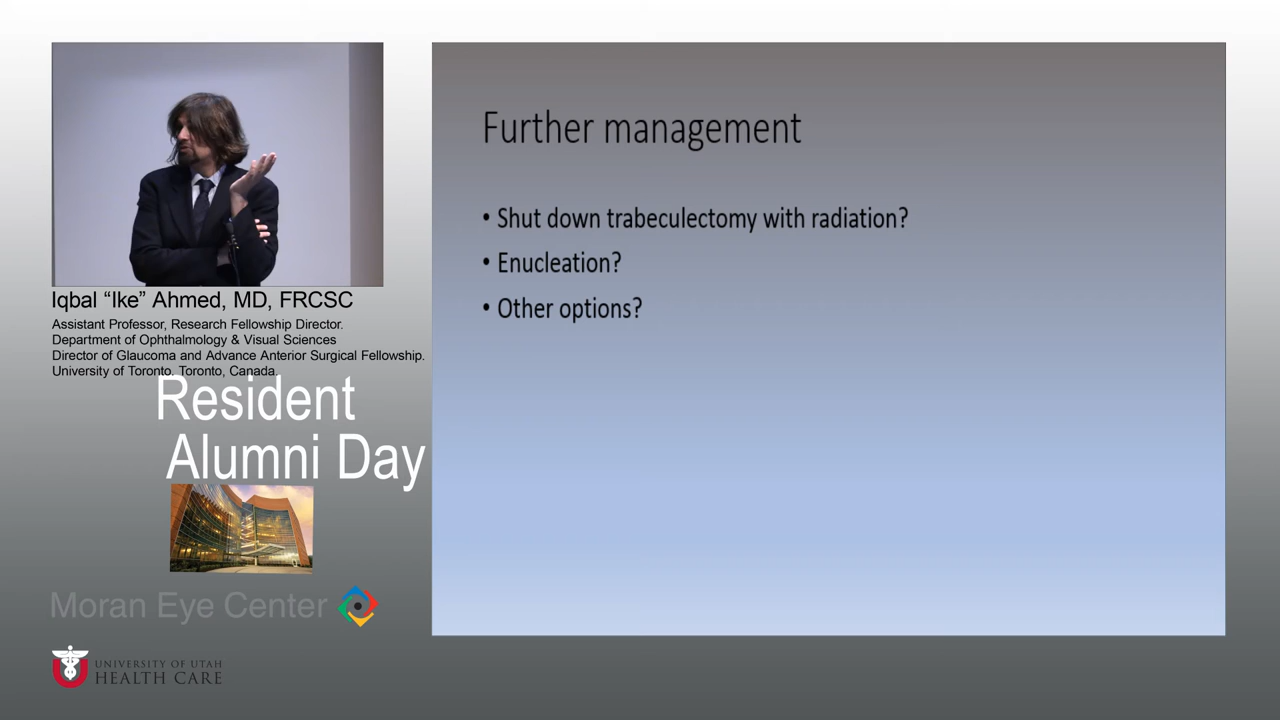 Iqbal “Ike” Ahmed, MD, FRCSC
Assistant Professor, Research Fellowship Director.
Department of Ophthalmology & Visual Sciences
Director of Glaucoma and Advance Anterior Surgical Fellowship.
University of Toronto. Toronto, Canada.
Resident
Alumni Day
Moran Eye Center
UNIVERSITY OF UTAH
HEALTH CARE
Further management
• Shut down trabeculectomy with radiation?
• Enucleation?
• Other options?